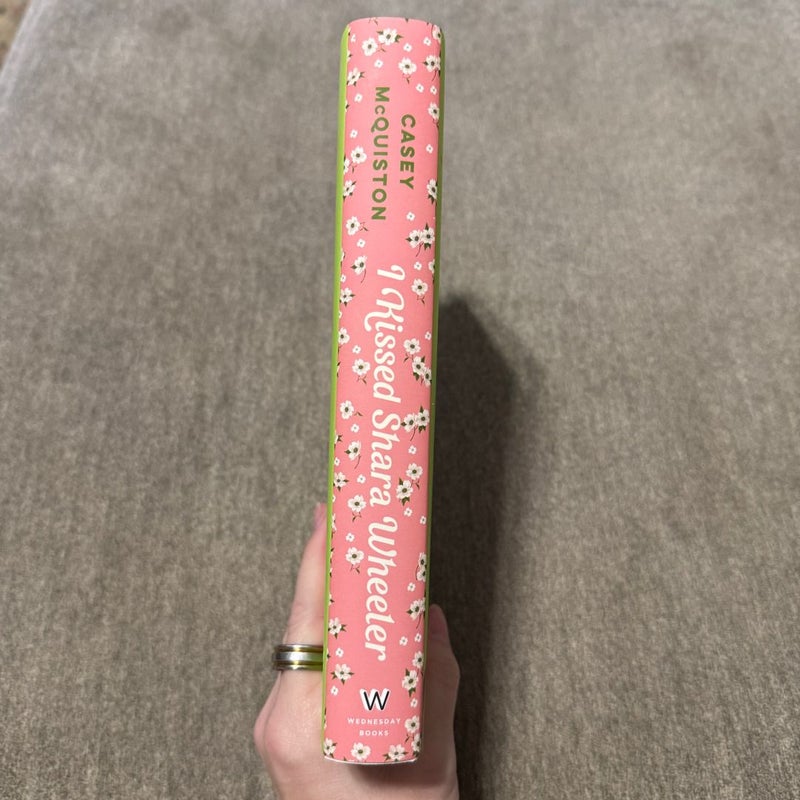 CASEY
McQUISTON
I Kissed Shara Wheeler
W
WEDNESDAY
BOOKS